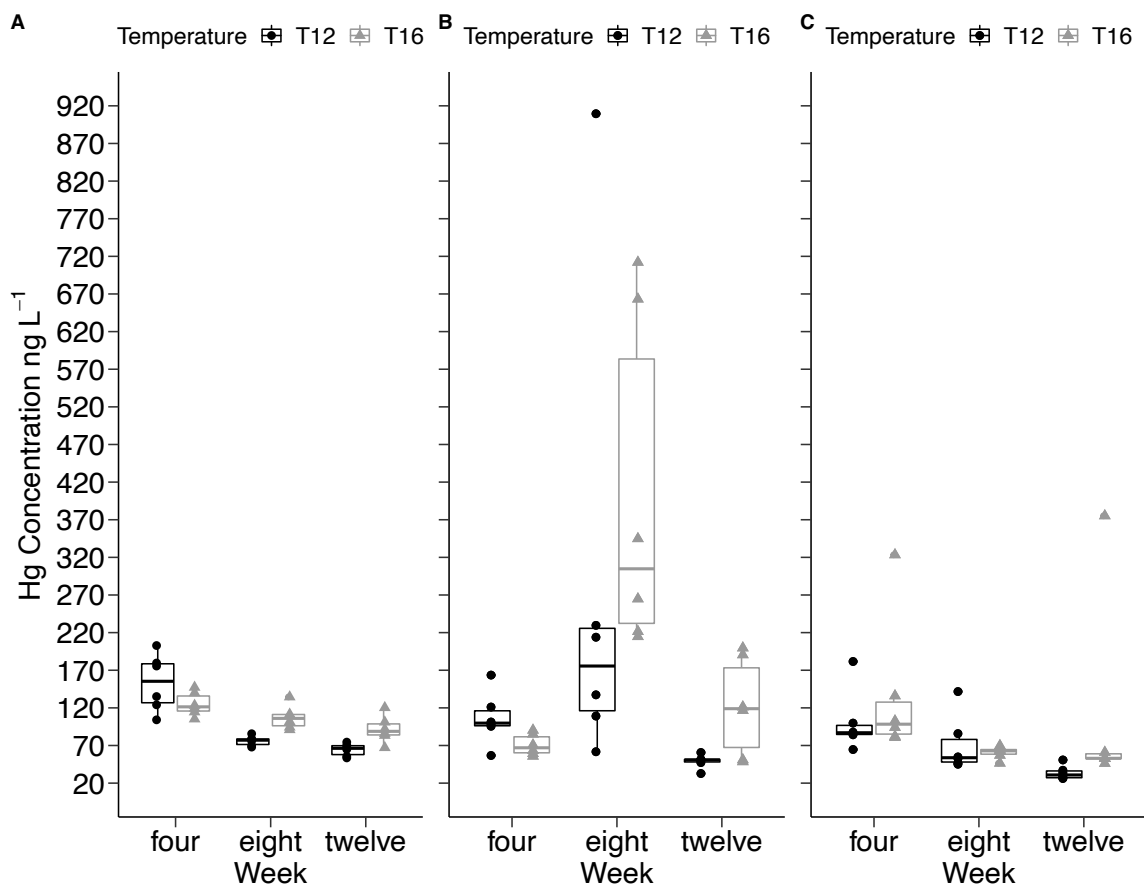 A
Temperature T12 T16
B
Temperature T12 T16
C
Temperature T12 T16
Hg Concentration ng L⁻¹
920
870
820
770
720
670
620
570
520
470
420
370
320
270
220
170
120
70
20
four eight twelve
Week
four eight twelve
Week
four eight twelve
Week